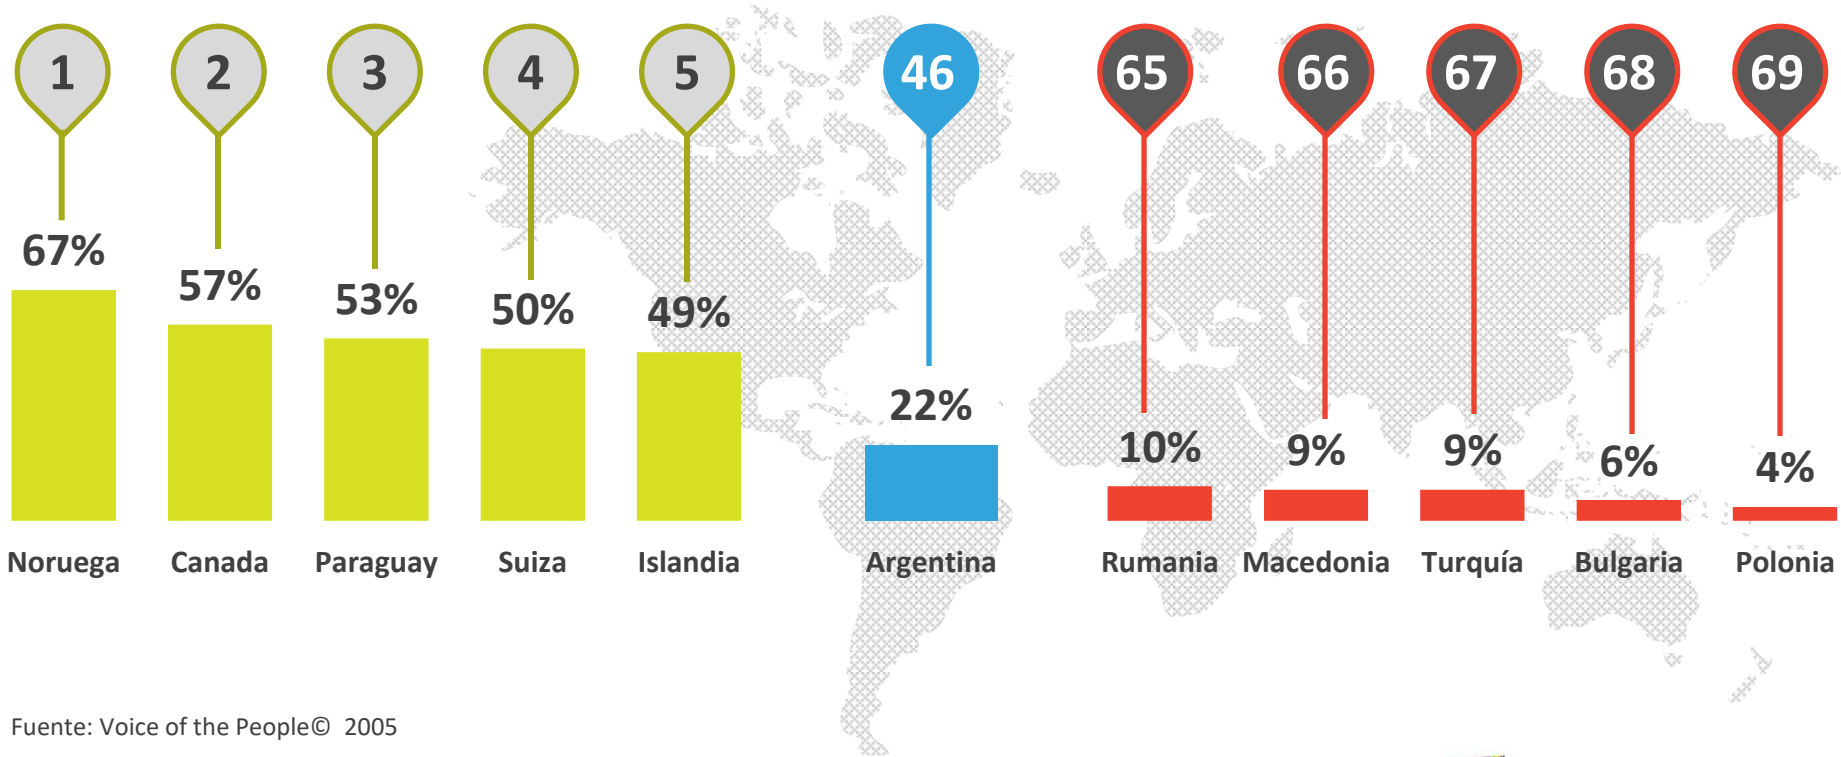 1 2 3 4 5 46 65 66 67 68 69
67% 57% 53% 50% 49% 22% 10% 9% 9% 6% 4%
Noruega Canada Paraguay Suiza Islandia Argentina Rumania Macedonia Turquía Bulgaria Polonia
Fuente: Voice of the People© 2005